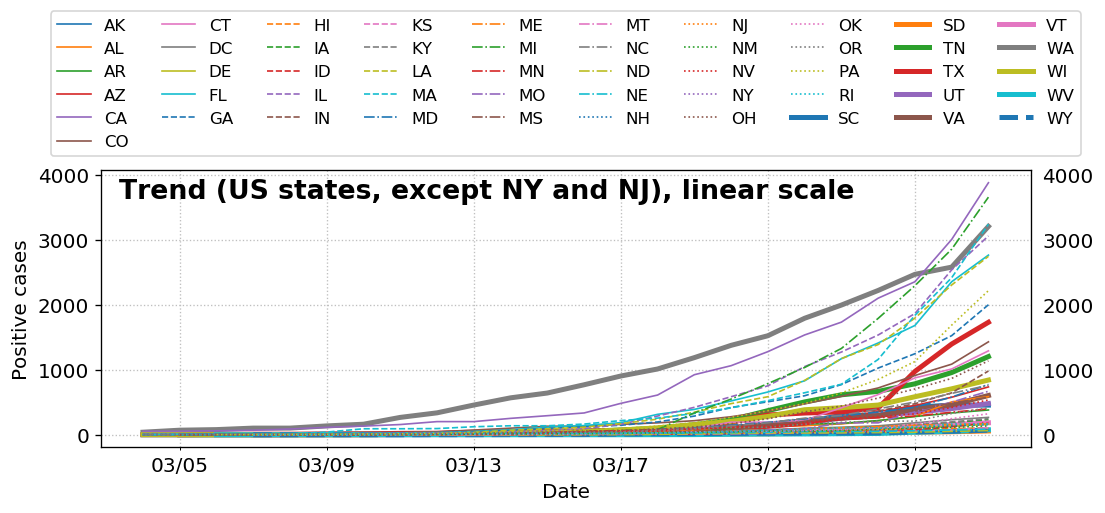 AK CT HI KS ME MT NJ OK SD VT
AL DC IA KY MI NC NM OR TN WA
AR DE ID LA MN ND NV PA TX WI
AZ FL IL MA MO NE NY RI UT WV
CA GA IN MD MS NH OH SC VA WY
CO
Trend (US states, except NY and NJ), linear scale
4000 4000
3000 3000
2000 2000
1000 1000
0 0
Positive cases
03/05 03/09 03/13 03/17 03/21 03/25
Date